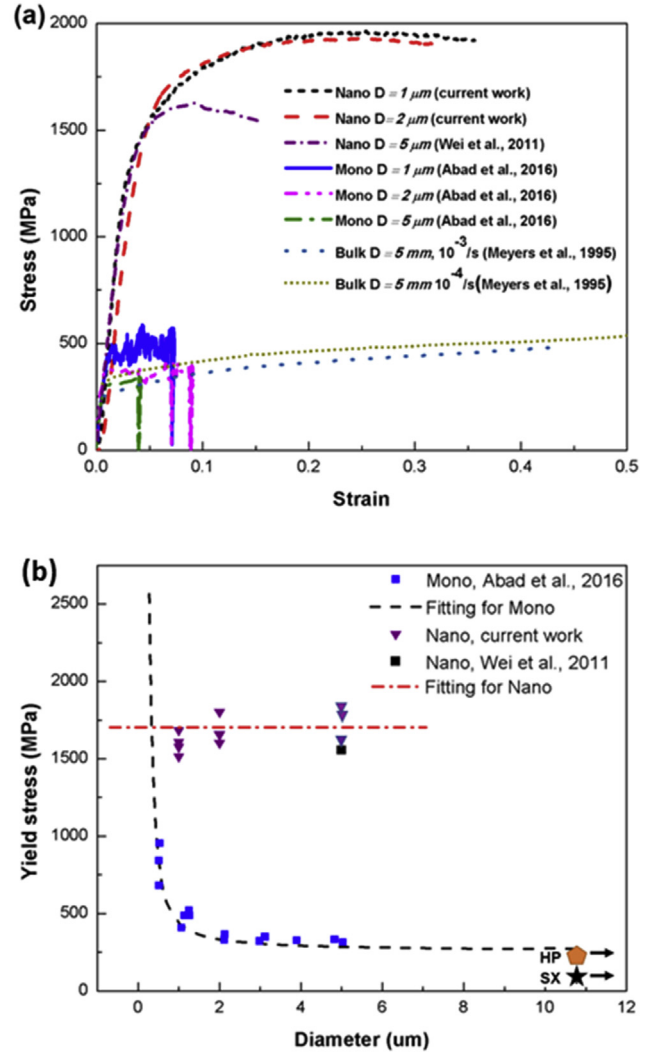 (a)
2000
1500
1000
500
0
Stress (MPa)
Nano D = 1 μm (current work)
Nano D= 2 μm (current work)
Nano D = 5 μm (Wei et al., 2011)
Mono D = 1 μm (Abad et al., 2016)
Mono D = 2 μm (Abad et al., 2016)
Mono D = 5 μm (Abad et al., 2016)
Bulk D = 5 mm, 10⁻³/s (Meyers et al., 1995)
Bulk D = 5 mm 10⁻⁴/s(Meyers et al., 1995)
0.0 0.1 0.2 0.3 0.4 0.5
Strain
(b)
2500
2000
1500
1000
500
0
Yield stress (MPa)
Mono, Abad et al., 2016
Fitting for Mono
Nano, current work
Nano, Wei et al., 2011
Fitting for Nano
HP
SX
0 2 4 6 8 10 12
Diameter (um)